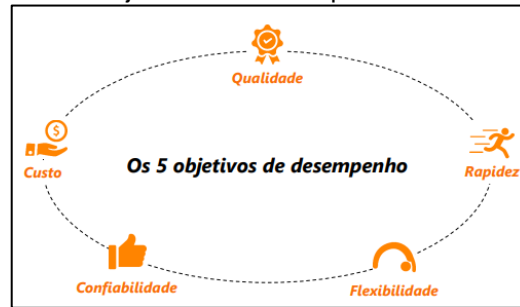 Qualidade
Custo
Os 5 objetivos de desempenho
Rapidez
Confiabilidade
Flexibilidade